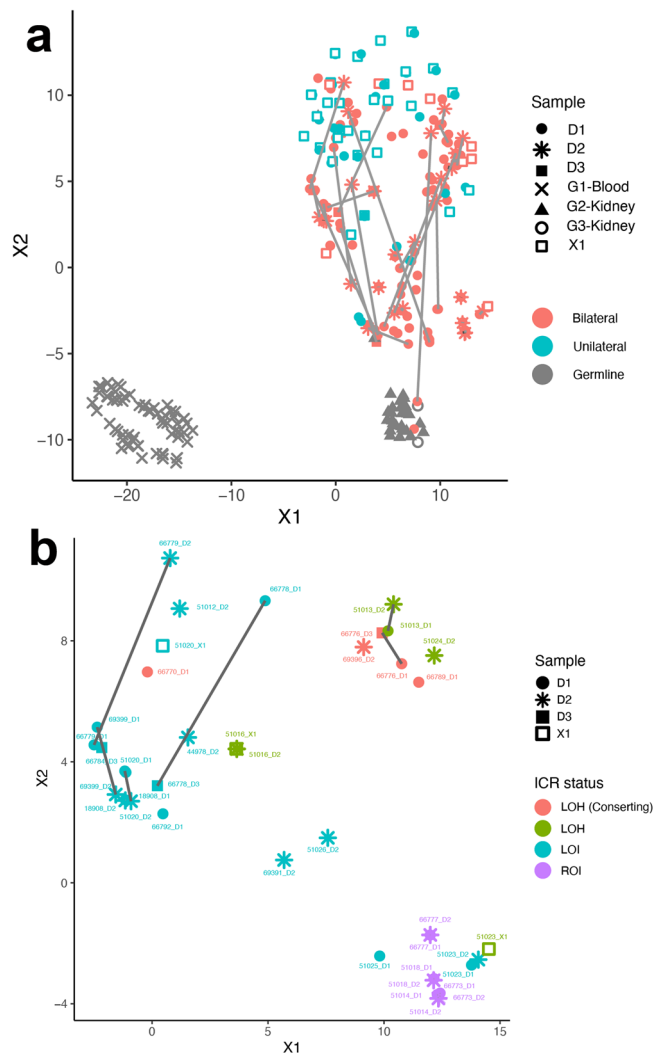 a
10
5
0
−5
−10
X2
−20
−10
0
10
X1
Sample
D1
D2
D3
G1-Blood
G2-Kidney
G3-Kidney
X1
Bilateral
Unilateral
Germline
b
66779_D2
51012_D2
66778_D1
51013_D2
51013_D1
66776_D3
51024_D2
69398_D2
51020_X1
66770_D1
66776_D1
66789_D1
69399_D1
51016_X1
51016_D2
44978_D2
51020_D1
66778_D3
69399_D2
18908_D1
18908_D2
51020_D2
66792_D1
51026_D2
69391_D2
66777_D2
66777_D1
51023_X1
51023_D2
51025_D1
51018_D1
51023_D1
51018_D2
66773_D1
51014_D1
66773_D2
51014_D2
8
4
0
−4
X2
0
5
10
15
X1
Sample
D1
D2
D3
X1
ICR status
LOH (Conserting)
LOH
LOI
ROI